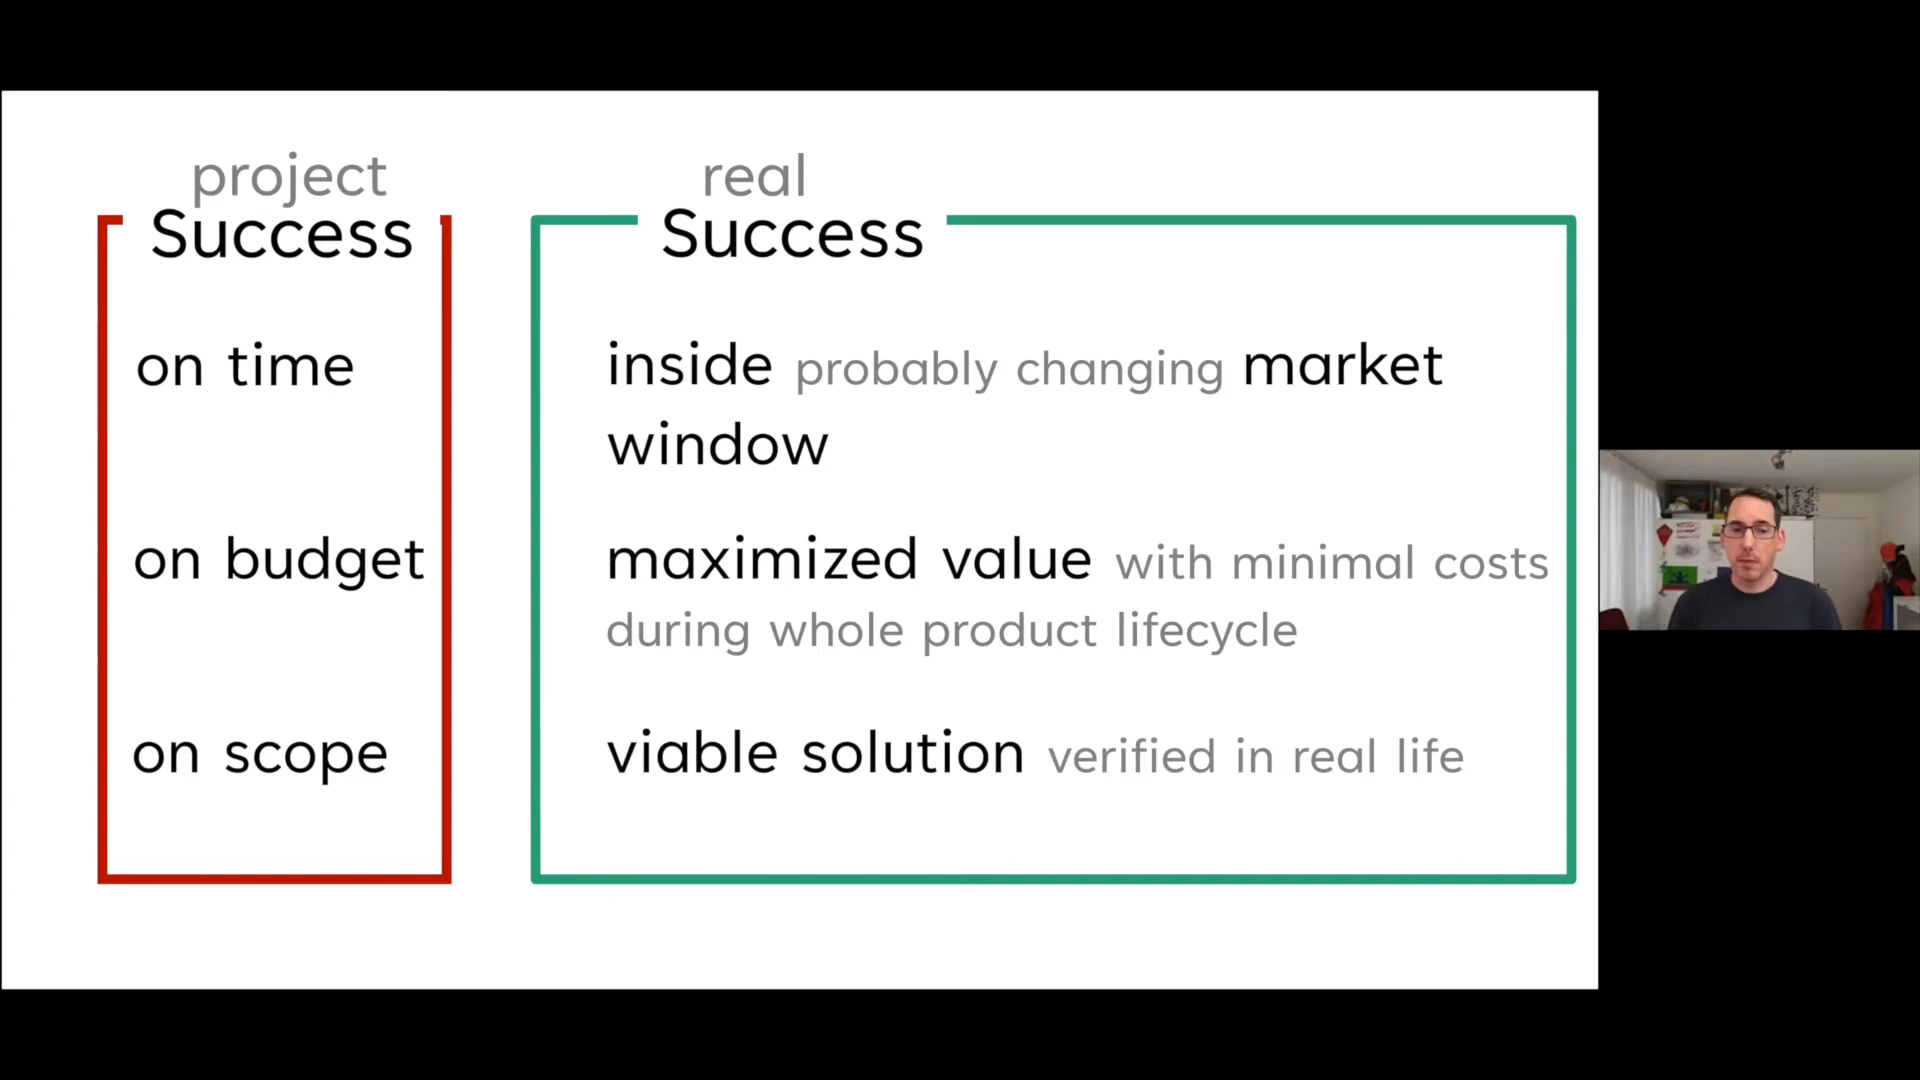 project
Success
on time
on budget
on scope
real
Success
inside probably changing market
window
maximized value with minimal costs
during whole product lifecycle
viable solution verified in real life